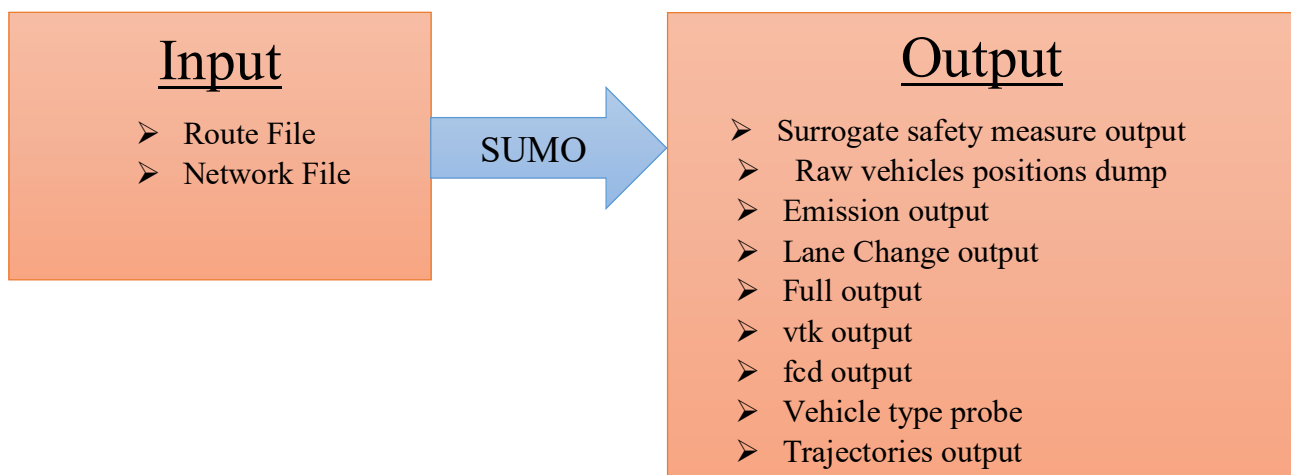 Input
➢ Route File
➢ Network File
SUMO
Output
➢ Surrogate safety measure output
➢ Raw vehicles positions dump
➢ Emission output
➢ Lane Change output
➢ Full output
➢ vtk output
➢ fcd output
➢ Vehicle type probe
➢ Trajectories output